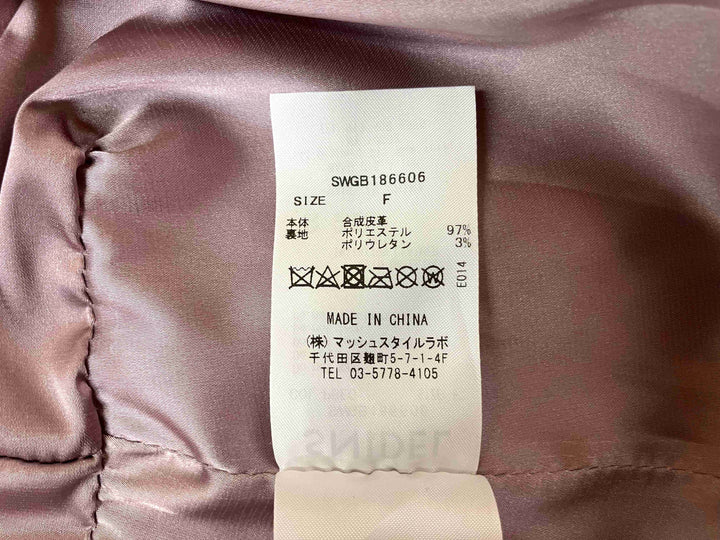 SWGB186606
SIZE F
本体 合成皮革
裏地 ポリエステル 97%
ポリウレタン 3%
E014
MADE IN CHINA
(株) マッシュスタイルラボ
千代田区麹町5-7-1-4F
TEL 03-5778-4105
SNIDEL